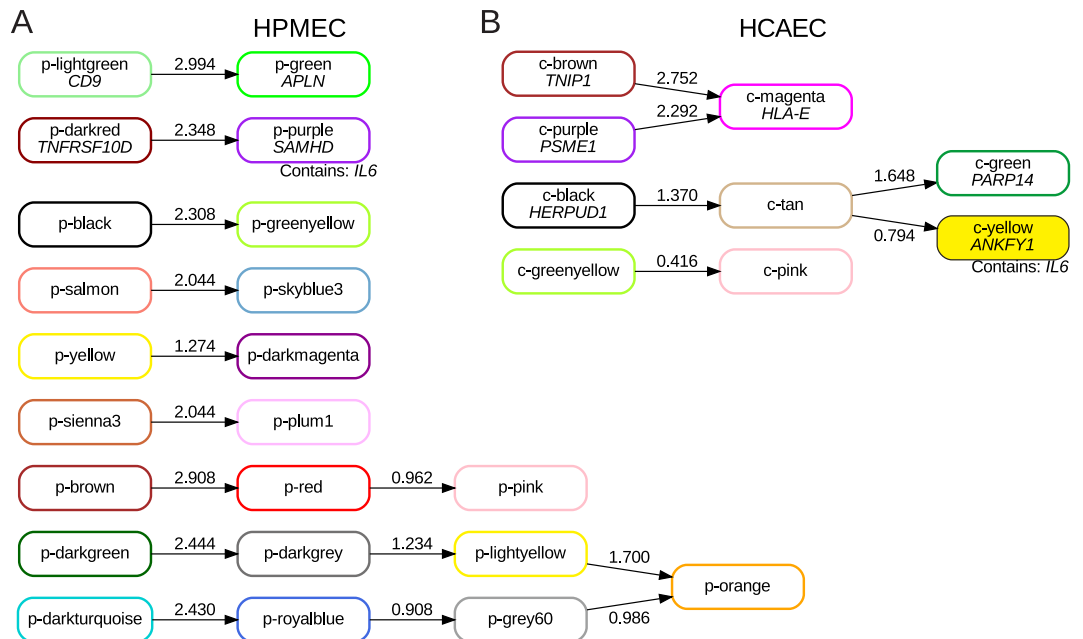 A
HPMEC
p-lightgreen
CD9
2.994
p-green
APLN
p-darkred
TNFRSF10D
2.348
p-purple
SAMHD
Contains: IL6
p-black
2.308
p-greenyellow
p-salmon
2.044
p-skyblue3
p-yellow
1.274
p-darkmagenta
p-sienna3
2.044
p-plum1
p-brown
2.908
p-red
0.962
p-pink
p-darkgreen
2.444
p-darkgrey
1.234
p-lightyellow
1.700
p-orange
p-darkturquoise
2.430
p-royalblue
0.908
p-grey60
0.986
B
HCAEC
c-brown
TNIP1
2.752
c-magenta
HLA-E
c-purple
PSME1
2.292
c-black
HERPUD1
1.370
c-tan
1.648
c-green
PARP14
0.794
c-yellow
ANKFY1
Contains: IL6
c-greenyellow
0.416
c-pink